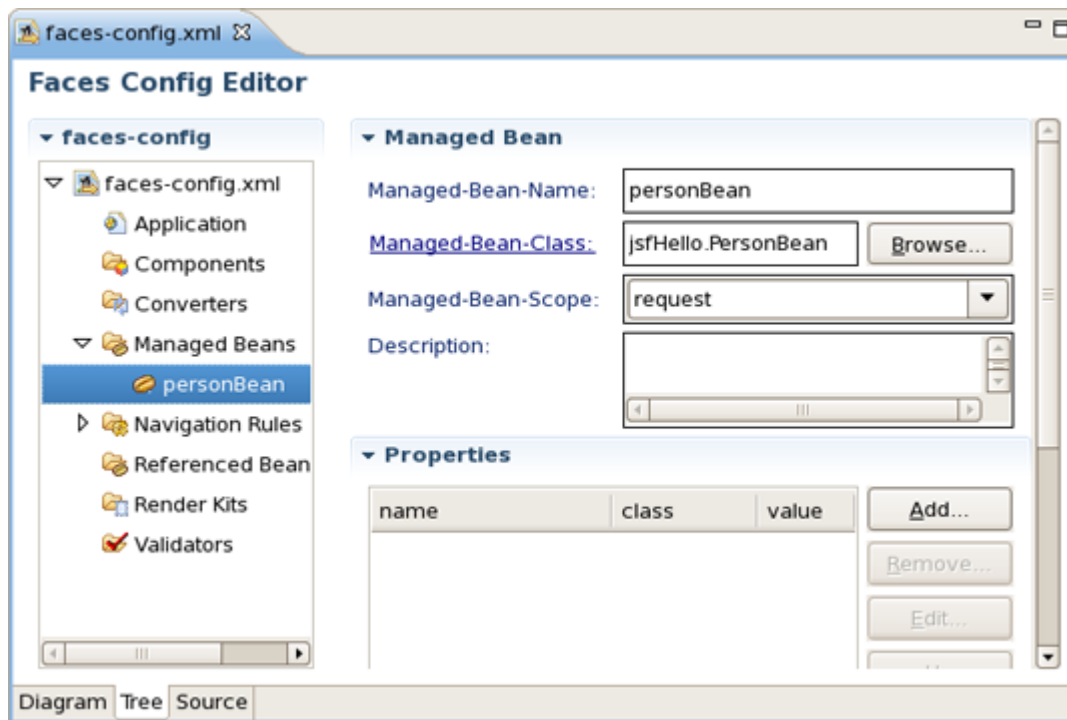 faces-config.xml
Faces Config Editor
faces-config
faces-config.xml
Application
Components
Converters
Managed Beans
personBean
Navigation Rules
Referenced Bean
Render Kits
Validators
Managed Bean
Managed-Bean-Name: personBean
Managed-Bean-Class: jsfHello.PersonBean Browse...
Managed-Bean-Scope: request
Description:
Properties
name class value
Add...
Remove...
Edit...
Diagram Tree Source